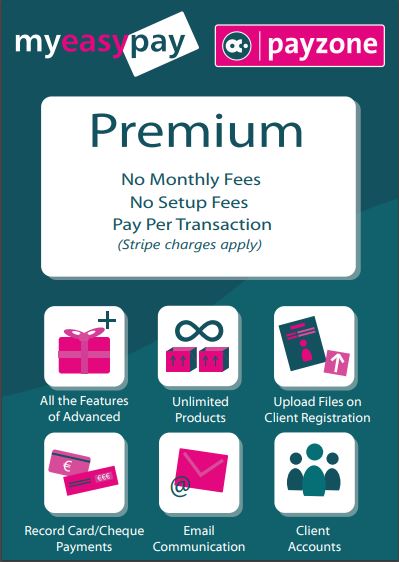 myeasypay
payzone
Premium
No Monthly Fees
No Setup Fees
Pay Per Transaction
(Stripe charges apply)
All the Features
of Advanced
Unlimited
Products
Upload Files on
Client Registration
€
€€€
Record Card/Cheque
Payments
@
Email
Communication
Client
Accounts